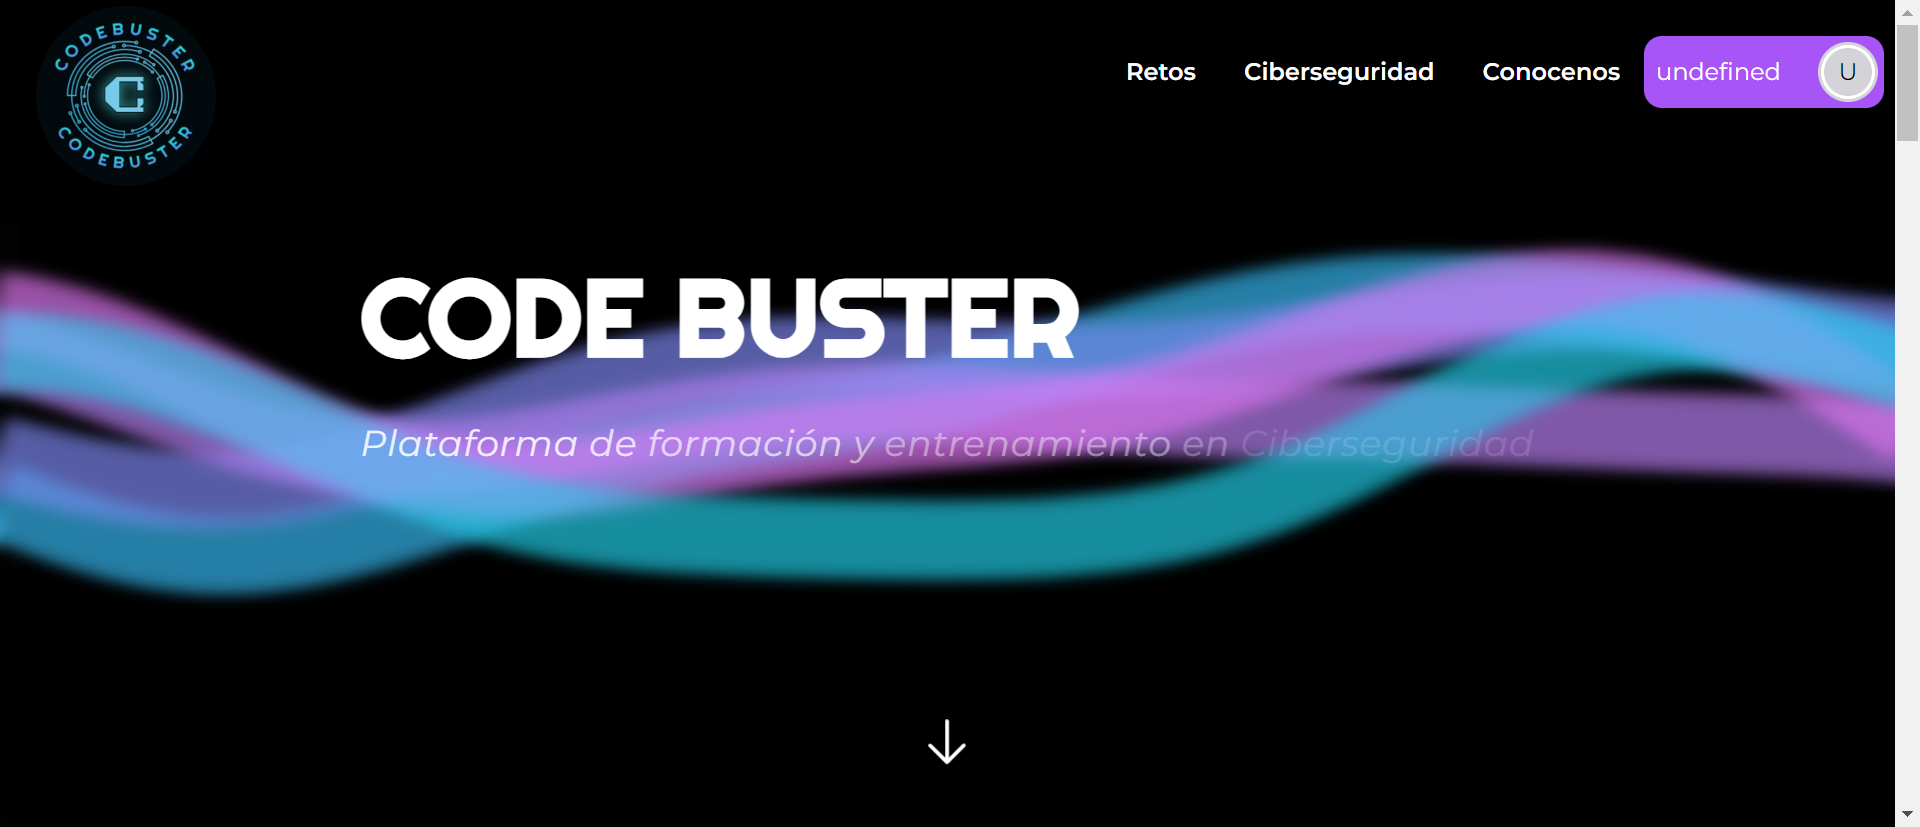 CODEBUSTER
C
CODEBUSTER
Retos Ciberseguridad Conocenos undefined U
CODE BUSTER
Plataforma de formación y entrenamiento en Ciberseguridad